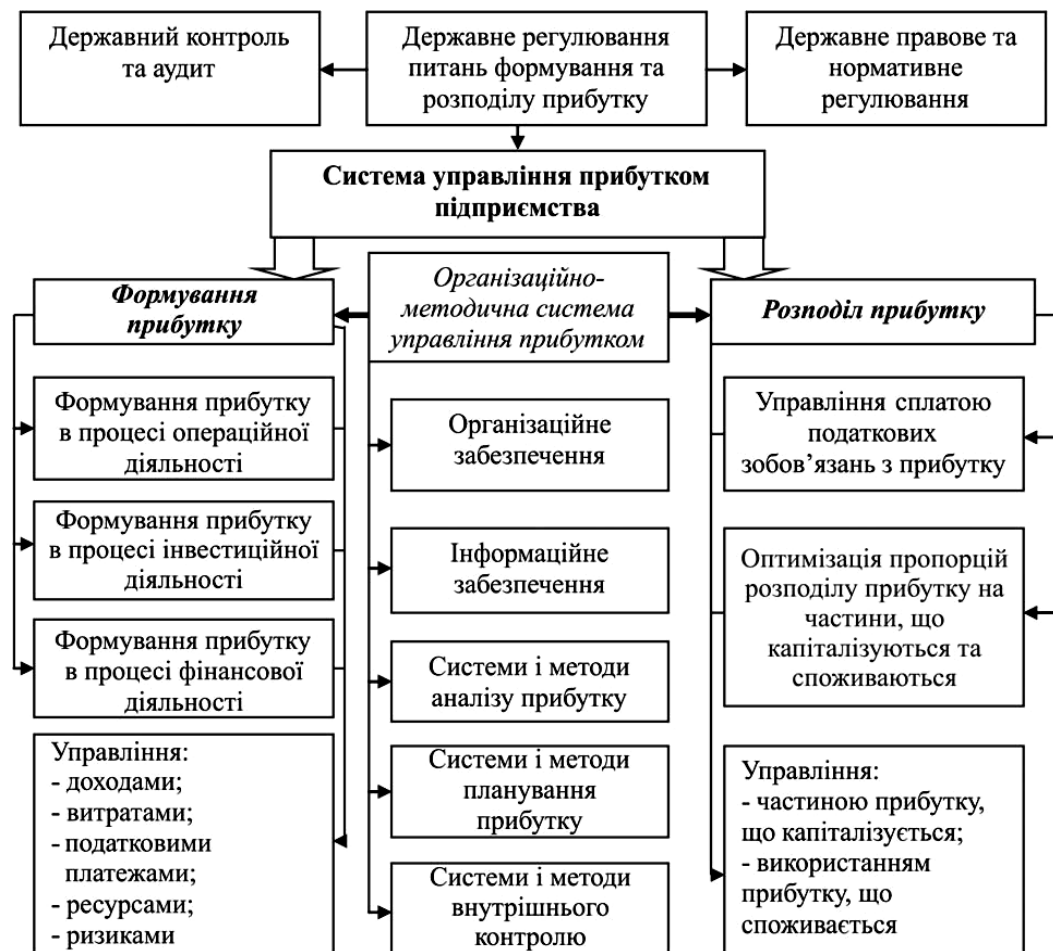 Державний контроль
та аудит
Державне регулювання
питань формування та
розподілу прибутку
Державне правове та
нормативне
регулювання
Система управління прибутком
підприємства
Формування
прибутку
Організаційно-
методична система
управління прибутком
Розподіл прибутку
Формування прибутку
в процесі операційної
діяльності
Формування прибутку
в процесі інвестиційної
діяльності
Формування прибутку
в процесі фінансової
діяльності
Управління:
- доходами;
- витратами;
- податковими
платежами;
- ресурсами;
- ризиками
Організаційне
забезпечення
Інформаційне
забезпечення
Системи і методи
аналізу прибутку
Системи і методи
планування
прибутку
Системи і методи
внутрішнього
контролю
Управління сплатою
податкових
зобов’язань з прибутку
Оптимізація пропорцій
розподілу прибутку на
частини, що
капіталізуються та
споживаються
Управління:
- частиною прибутку,
що капіталізується;
- використанням
прибутку, що
споживається